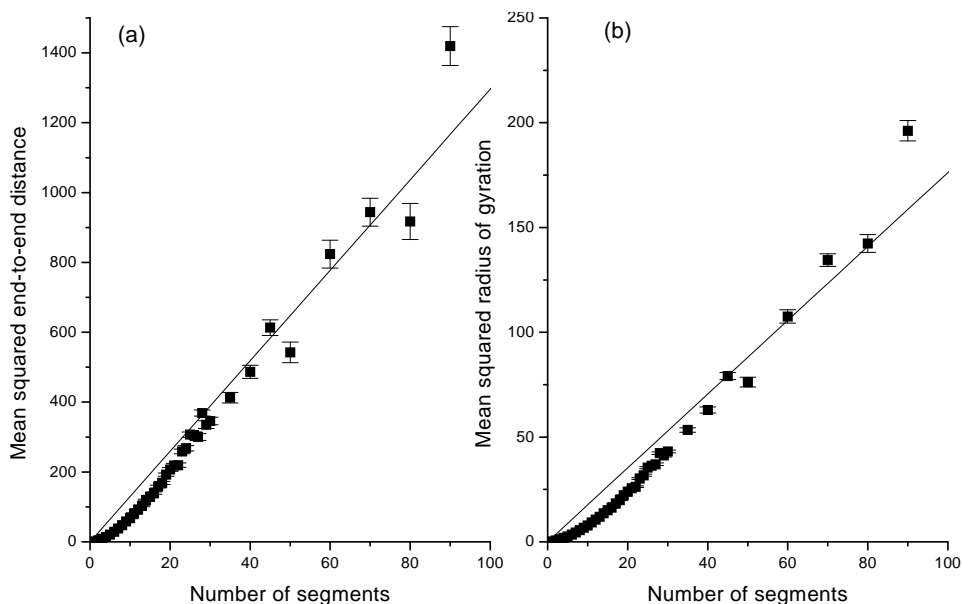 (a)
Mean squared end-to-end distance
1400
1200
1000
800
600
400
200
0
0 20 40 60 80 100
Number of segments
(b)
Mean squared radius of gyration
250
200
150
100
50
0
0 20 40 60 80 100
Number of segments